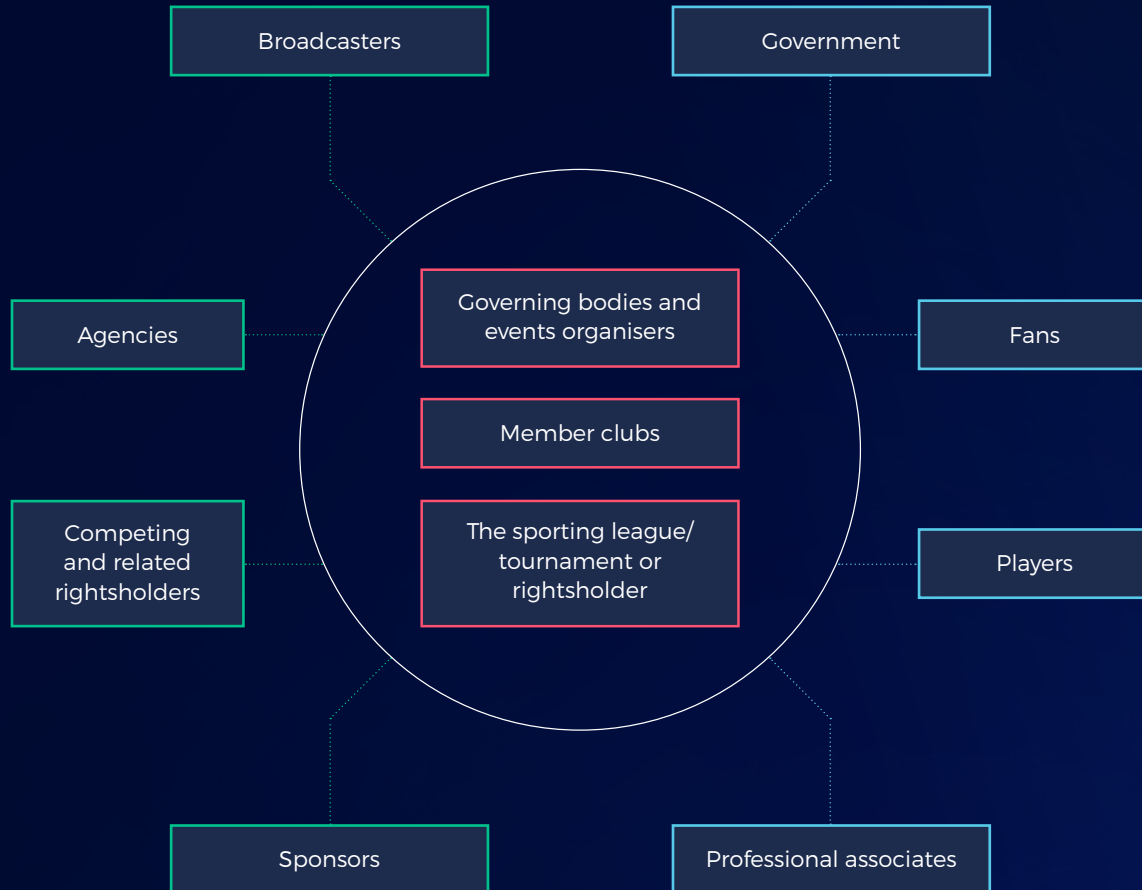 Broadcasters
Government
Governing bodies and
events organisers
Agencies
Fans
Member clubs
Competing
and related
rightsholders
The sporting league/
tournament or
rightsholder
Players
Sponsors
Professional associates